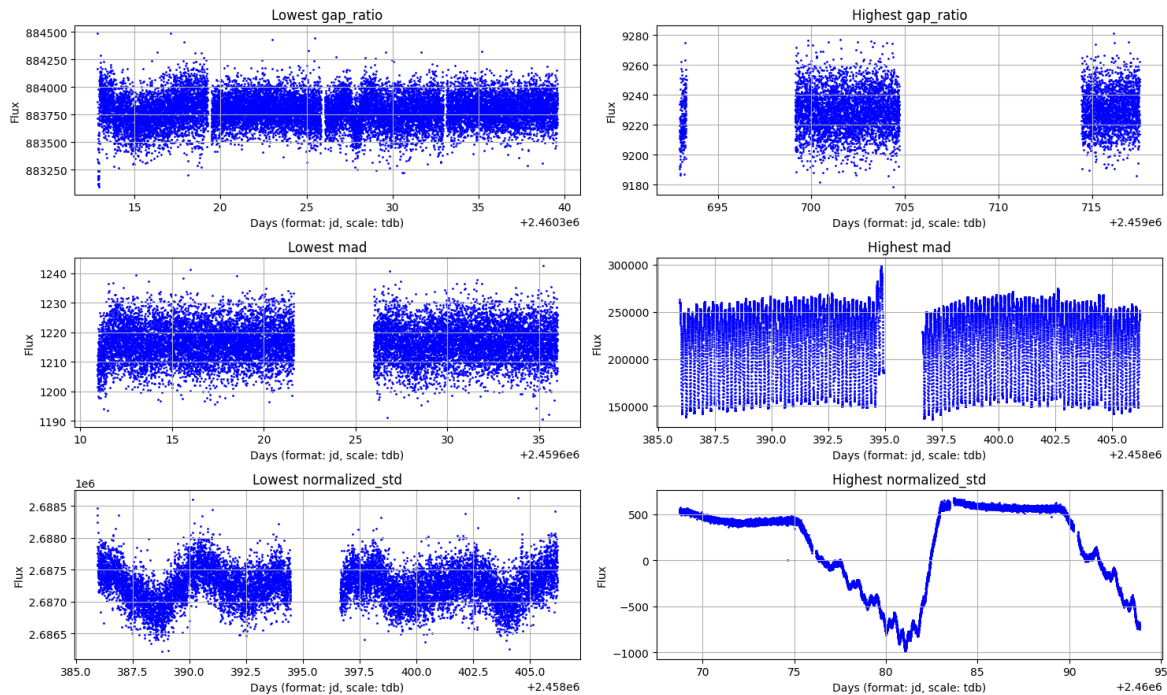 Lowest gap_ratio
884500
884250
884000
883750
883500
883250
Flux
15 20 25 30 35 40
Days (format: jd, scale: tdb)
+2.4603e6
Highest gap_ratio
9280
9260
9240
9220
9200
9180
Flux
695 700 705 710 715
Days (format: jd, scale: tdb)
+2.459e6
Lowest mad
1240
1230
1220
1210
1200
1190
Flux
10 15 20 25 30 35
Days (format: jd, scale: tdb)
+2.4596e6
Highest mad
300000
250000
200000
150000
Flux
385.0 387.5 390.0 392.5 395.0 397.5 400.0 402.5 405.0
Days (format: jd, scale: tdb)
+2.458e6
Lowest normalized_std
1e6
2.6885
2.6880
2.6875
2.6870
2.6865
Flux
385.0 387.5 390.0 392.5 395.0 397.5 400.0 402.5 405.0
Days (format: jd, scale: tdb)
+2.458e6
Highest normalized_std
500
0
−500
−1000
Flux
70 75 80 85 90 95
Days (format: jd, scale: tdb)
+2.46e6